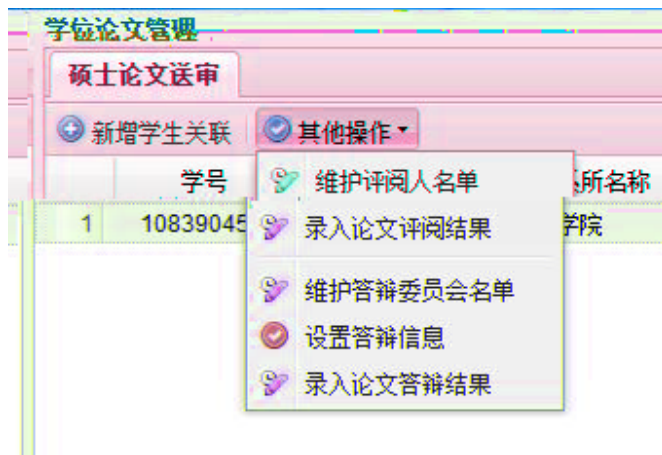 学位论文管理
硕士论文送审
新增学生关联 其他操作
学号 所名称
维护评阅人名单
1 10839045 学院
录入论文评阅结果
维护答辩委员会名单
设置答辩信息
录入论文答辩结果